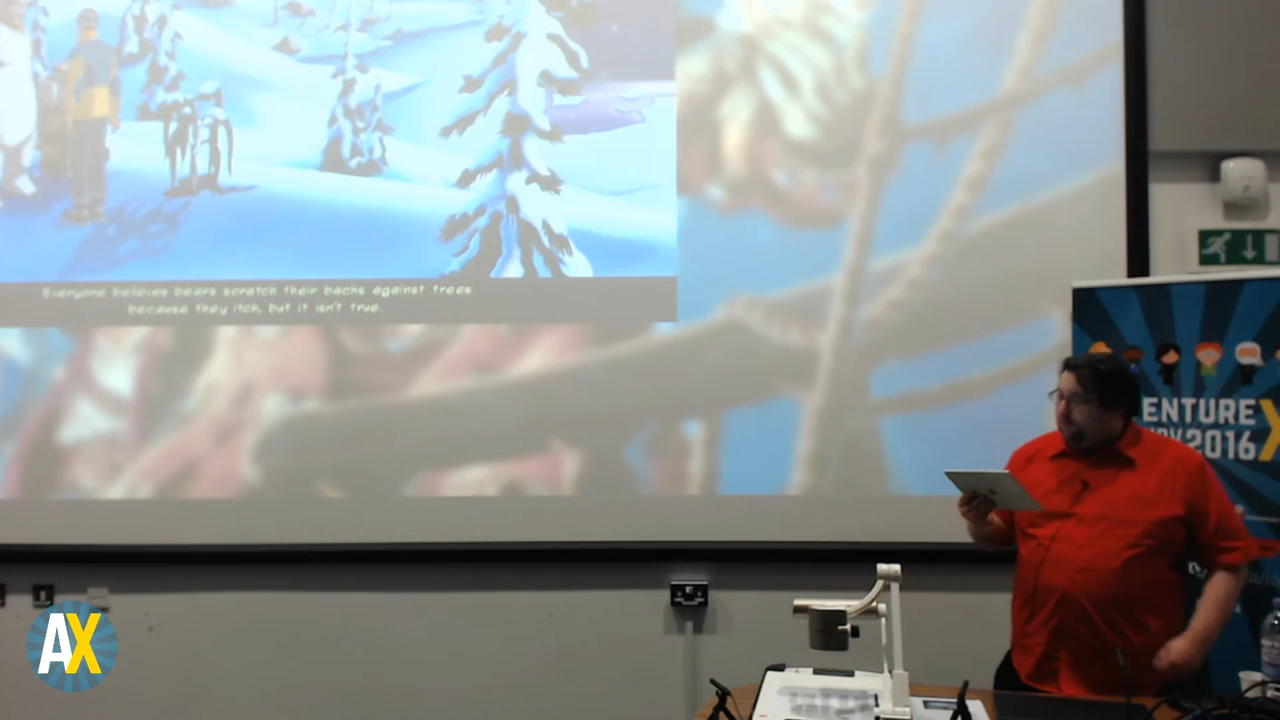 Everyone believes bears scratch their backs against trees
because they itch, but it isn't true.
ENTURE X
2016
AX